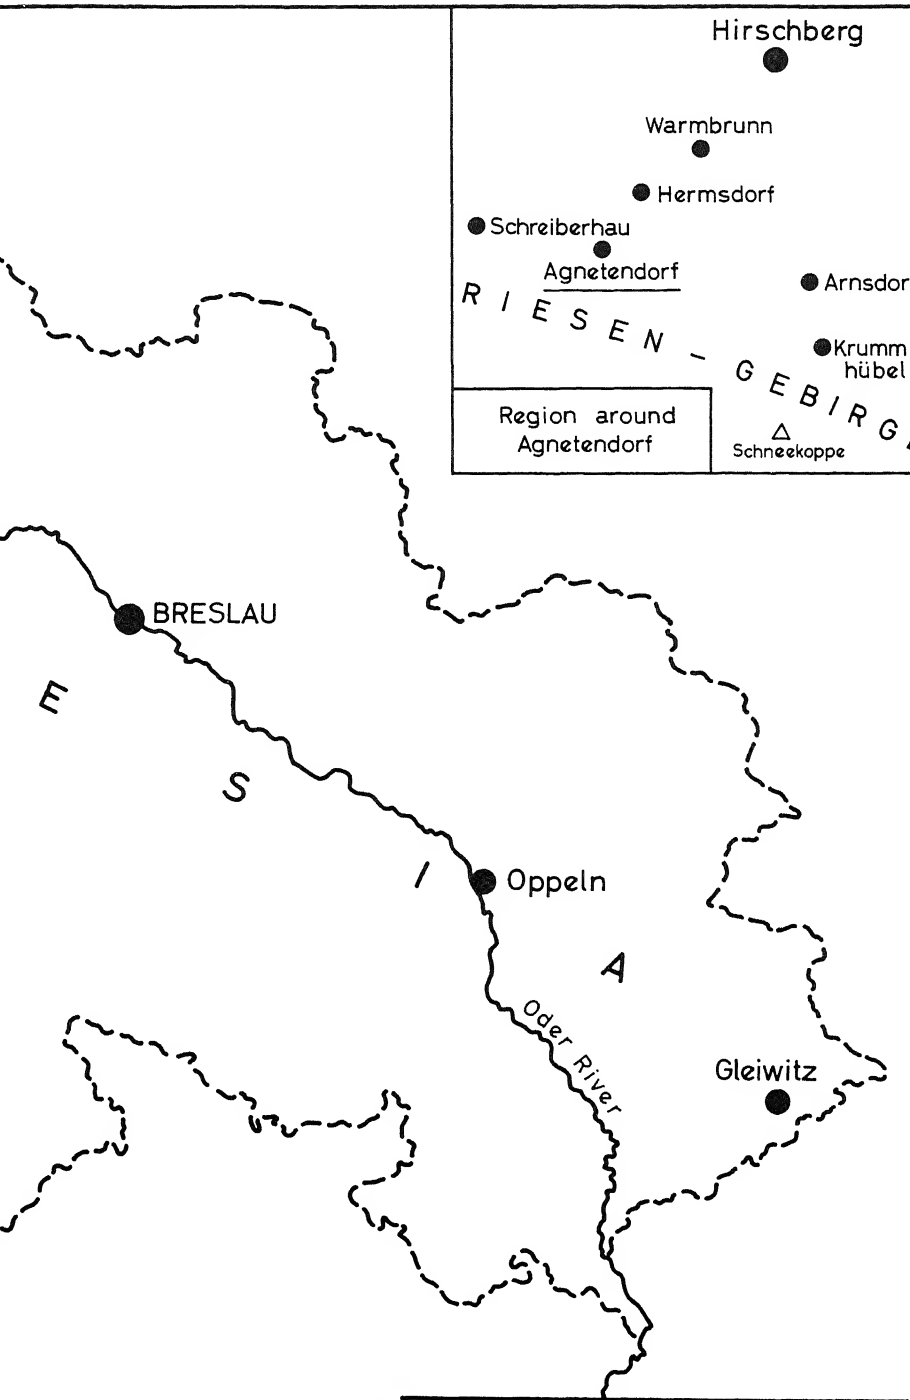 Hirschberg
Warmbrunn
Hermsdorf
Schreiberhau
Agnetendorf
Arnsdor
RIESEN-GEBIRG
Krumm
hübel
Region around
Agnetendorf
Schneekoppe
BRESLAU
E
S
I
Oppeln
A
Oder River
Gleiwitz